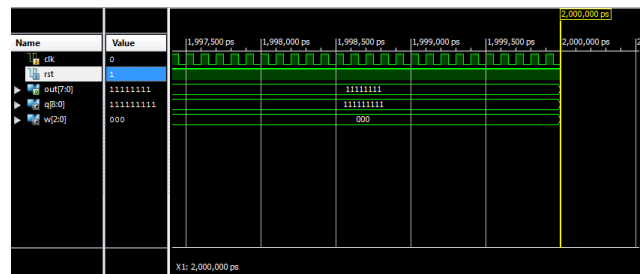 2,000,000 ps
Name Value 1,997,500 ps 1,998,000 ps 1,998,500 ps 1,999,000 ps 1,999,500 ps 2,000,000 ps 2
clk 0
rst 1
out[7:0] 11111111 11111111
q[8:0] 111111111 111111111
w[2:0] 000 000
X1: 2,000,000 ps